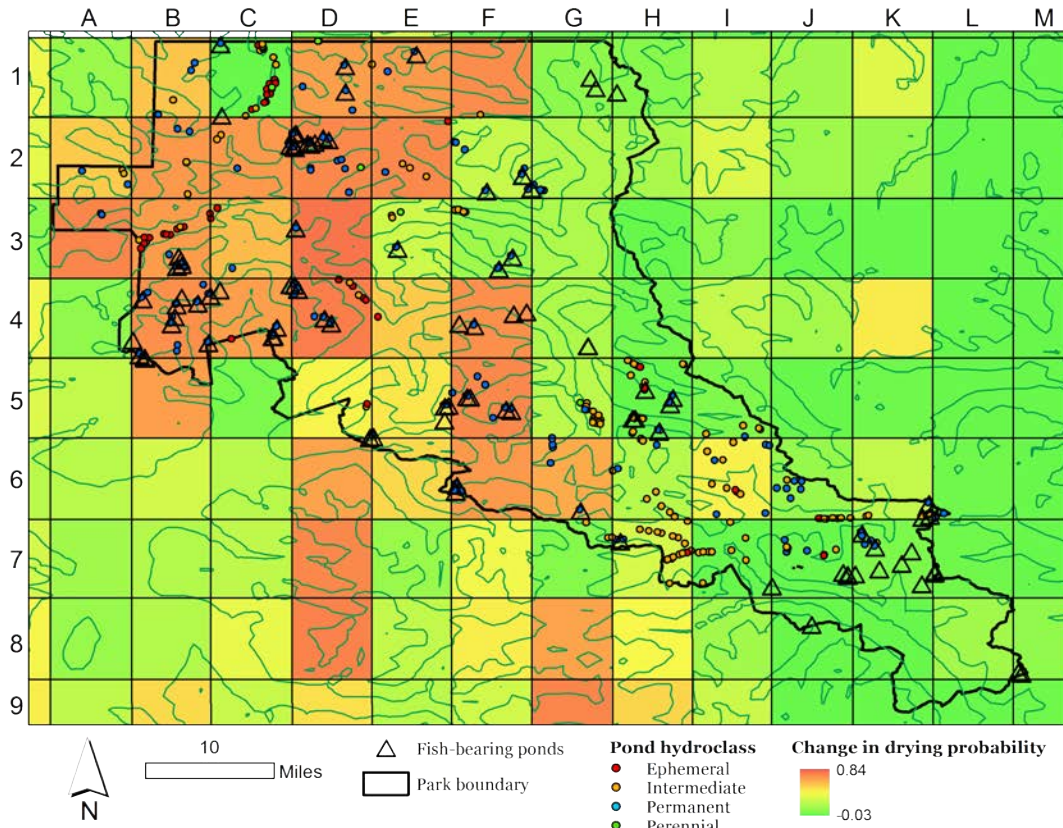 A B C D E F G H I J K L M
1
2
3
4
5
6
7
8
9
N
10
Miles
Fish-bearing ponds
Park boundary
Pond hydroclass
Ephemeral
Intermediate
Permanent
Perennial
Change in drying probability
0.84
-0.03